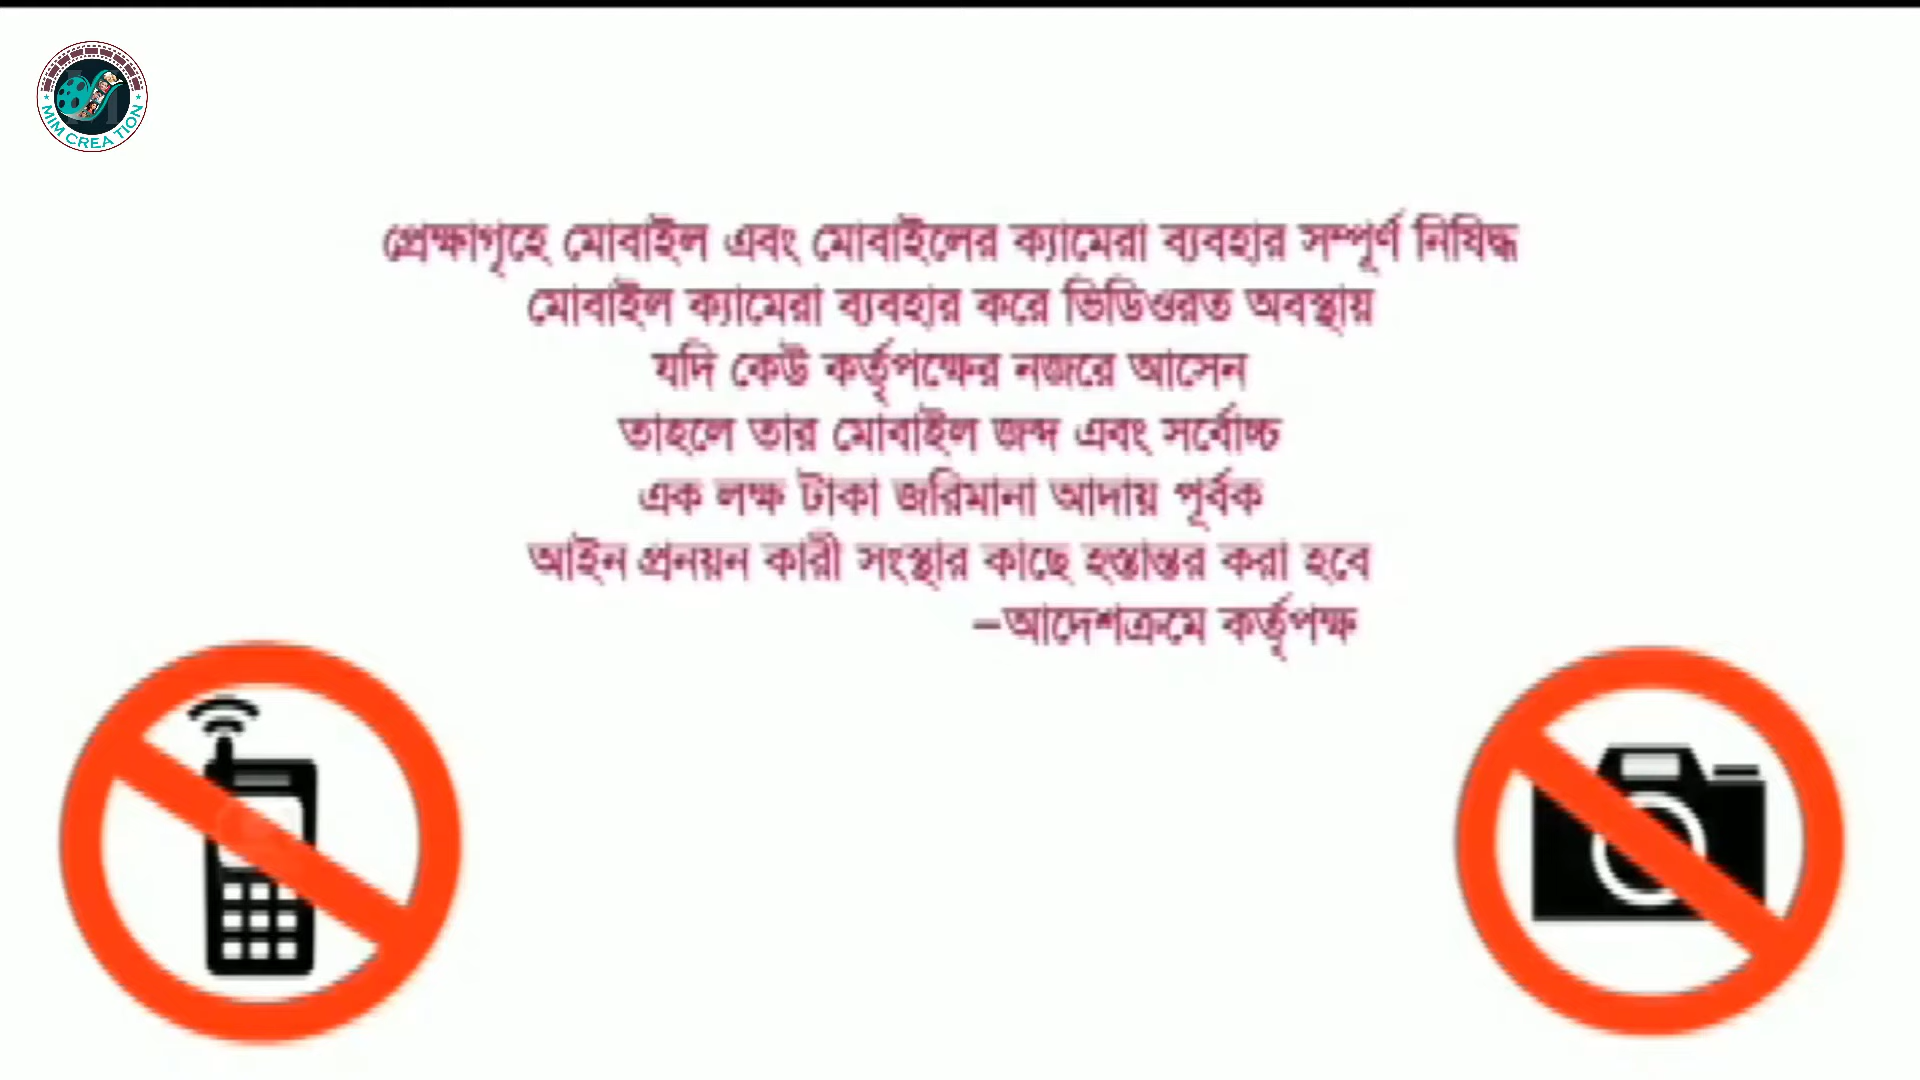 MIM CREATION
প্রেক্ষাগৃহে মোবাইল এবং মোবাইলের ক্যামেরা ব্যবহার সম্পূর্ণ নিষিদ্ধ
মোবাইল ক্যামেরা ব্যবহার করে ভিডিওরত অবস্থায়
যদি কেউ কর্তৃপক্ষের নজরে আসেন
তাহলে তার মোবাইল জব্দ এবং সর্বোচ্চ
এক লক্ষ টাকা জরিমানা আদায় পূর্বক
আইন প্রনয়ন কারী সংস্থার কাছে হস্তান্তর করা হবে
–আদেশক্রমে কর্তৃপক্ষ